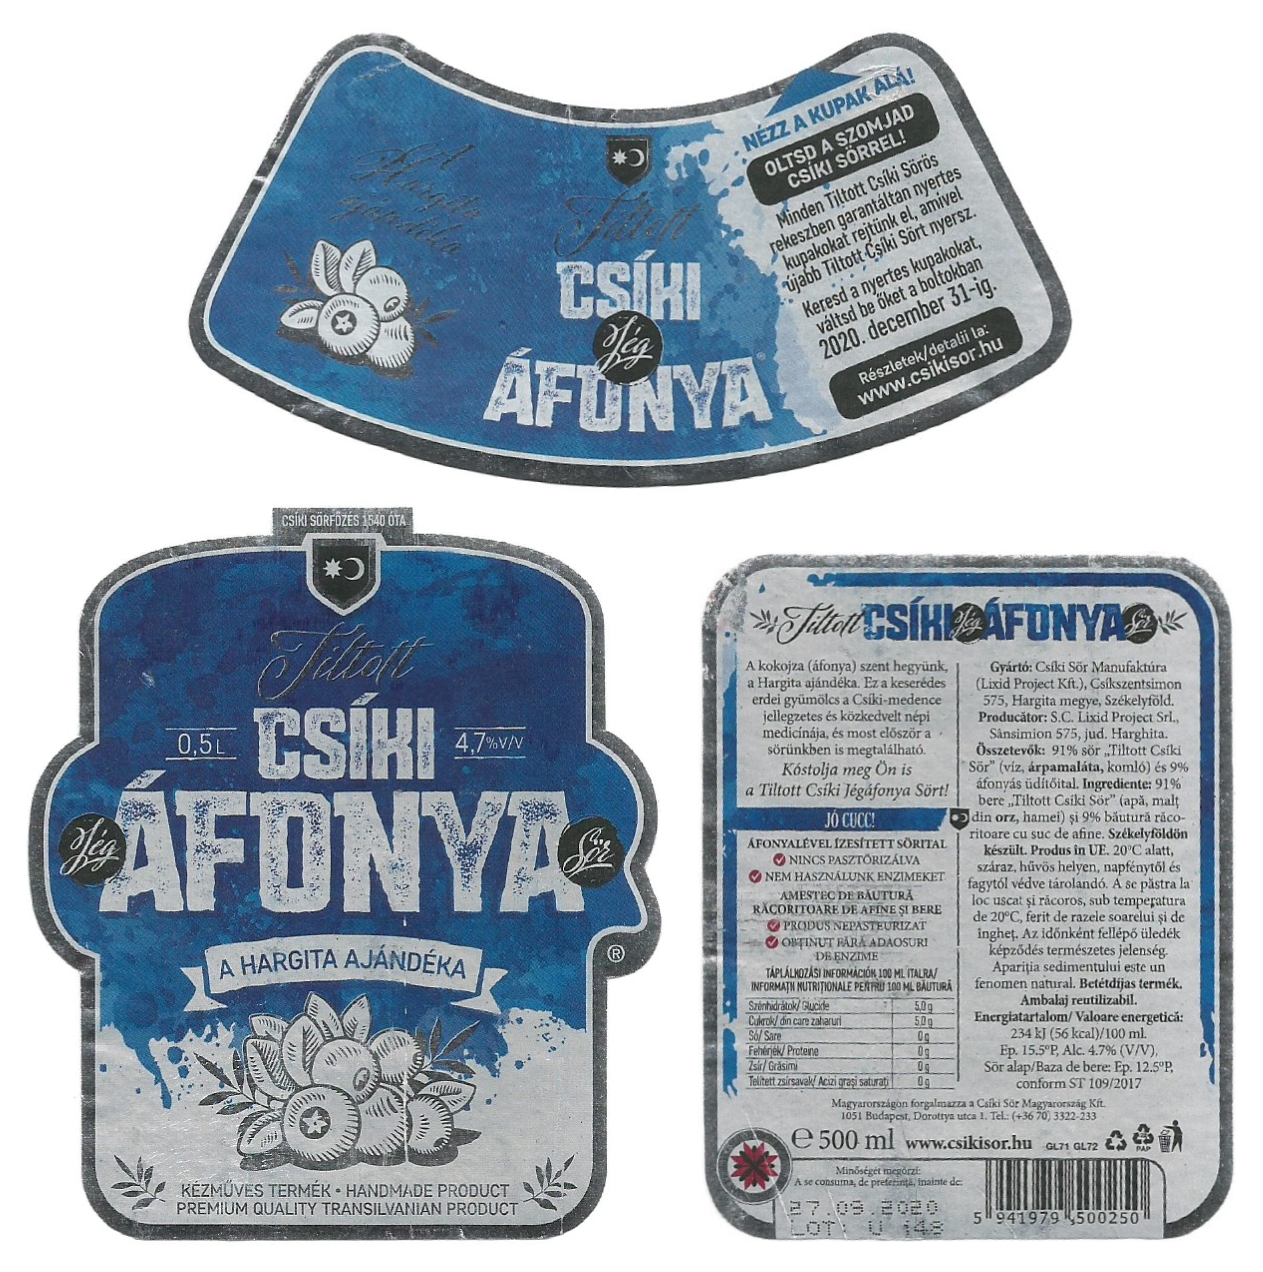 A
Hargita
ajándéka
Tiltott
CSÍKI
Jég
ÁFONYA
NÉZZ A KUPAK ALÁ!
OLTSD A SZOMJAD
CSÍKI SÖRREL!
Minden Tiltott Csíki Sörös
rekeszben garantáltan nyertes
kupakokat rejtünk el, amivel
újabb Tiltott Csíki Sört nyersz.
Keresd a nyertes kupakokat,
váltsd be őket a boltokban
2020. december 31-ig.
Részletek/detalii la:
www.csikisor.hu
CSÍKI SÖRFŐZÉS 1540 ÓTA
Tiltott
CSÍKI
0,5 L
4,7%V/V
Jég ÁFONYA Sör
®
A HARGITA AJÁNDÉKA
KÉZMŰVES TERMÉK • HANDMADE PRODUCT
PREMIUM QUALITY TRANSILVANIAN PRODUCT
Tiltott CSÍKI Jég ÁFONYA Sör
A kokojza (áfonya) szent hegyünk,
a Hargita ajándéka. Ez a keserédes
erdei gyümölcs a Csíki-medence
jellegzetes és közkedvelt népi
medicinája, és most először a
sörünkben is megtalálható.
Kóstolja meg Ön is
a Tiltott Csíki Jégáfonya Sört!
JÓ CUCC!
ÁFONYALÉVEL ÍZESÍTETT SÖRITAL
NINCS PASZTŐRIZÁLVA
NEM HASZNÁLUNK ENZIMEKET
AMESTEC DE BĂUTURĂ
RĂCORITOARE DE AFINE ȘI BERE
PRODUS NEPASTEURIZAT
OBȚINUT FĂRĂ ADAOSURI
DE ENZIME
TÁPLÁLKOZÁSI INFORMÁCIÓK 100 ML ITALRA/
INFORMAȚII NUTRIȚIONALE PENTRU 100 ML BĂUTURĂ
Szénhidrátok/ Glucide 5,0 g
Cukrok/ din care zaharuri 5,0 g
Só/ Sare 0 g
Fehérjék/ Proteine 0 g
Zsír/ Grăsimi 0 g
Telített zsírsavak/ Acizi grași saturați 0 g
Gyártó: Csíki Sör Manufaktúra
(Lixid Project Kft.), Csíkszentsimon
575, Hargita megye, Székelyföld.
Producător: S.C. Lixid Project Srl.,
Sânsimion 575, jud. Harghita.
Összetevők: 91% sör „Tiltott Csíki
Sör” (víz, árpamaláta, komló) és 9%
áfonyás üdítőital. Ingrediente: 91%
bere „Tiltott Csíki Sör” (apă, malț
din orz, hamei) și 9% băutură răco-
ritoare cu suc de afine. Székelyföldön
készült. Produs in UE. 20°C alatt,
száraz, hűvös helyen, napfénytől és
fagytól védve tárolandó. A se păstra la
loc uscat și răcoros, sub temperatura
de 20°C, ferit de razele soarelui și de
îngheț. Az időnként fellépő üledék
képződés természetes jelenség.
Apariția sedimentului este un
fenomen natural. Betétdíjas termék.
Ambalaj reutilizabil.
Energiatartalom/ Valoare energetică:
234 kJ (56 kcal)/100 ml.
Ep. 15.5°P, Alc. 4.7% (V/V),
Sör alap/Baza de bere: Ep. 12.5°P,
conform ST 109/2017
Magyarországon forgalmazza a Csíki Sör Magyarország Kft.
1051 Budapest, Dorottya utca 1. Tel.: (+36 70) 3322-233
e 500 ml www.csikisor.hu GL71 GL72 PAP
Minőségét megőrzi:
A se consuma, de preferință, înainte de:
27.09.2020
LOT: U 148
5 941979 500250